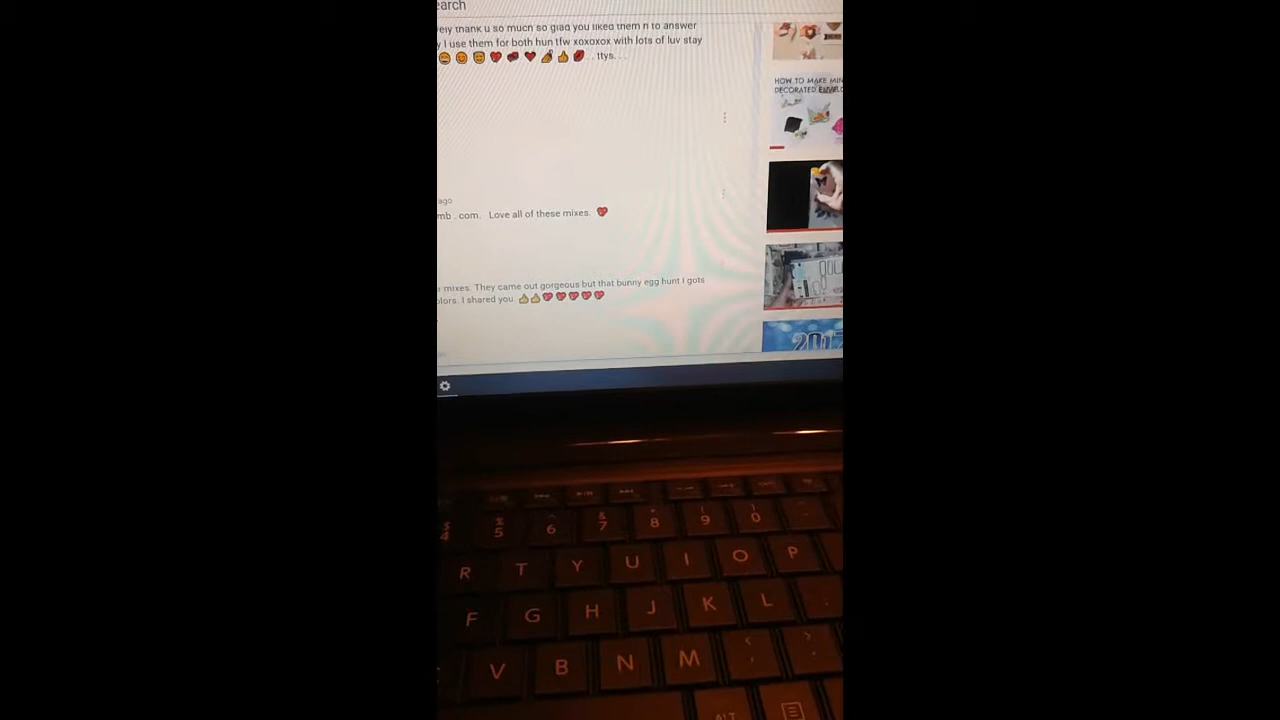 earch
thank u so much so glad you liked them n to answer
I use them for both hun tfw xoxoxox with lots of luv stay
😄😊😇💖💕❤💅👍💋 . . ttys. . .
ago
mb . com. Love all of these mixes. 💖
mixes. They came out gorgeous but that bunny egg hunt I gots
olors. I shared you 👍👍💖💖💖💖💖
HOW TO MAKE MIN
DECORATED ENVELO
2017
$ % ^ & * ( )
4 5 6 7 8 9 0
R T Y U I O P
F G H J K L
V B N M < , > .
ALT